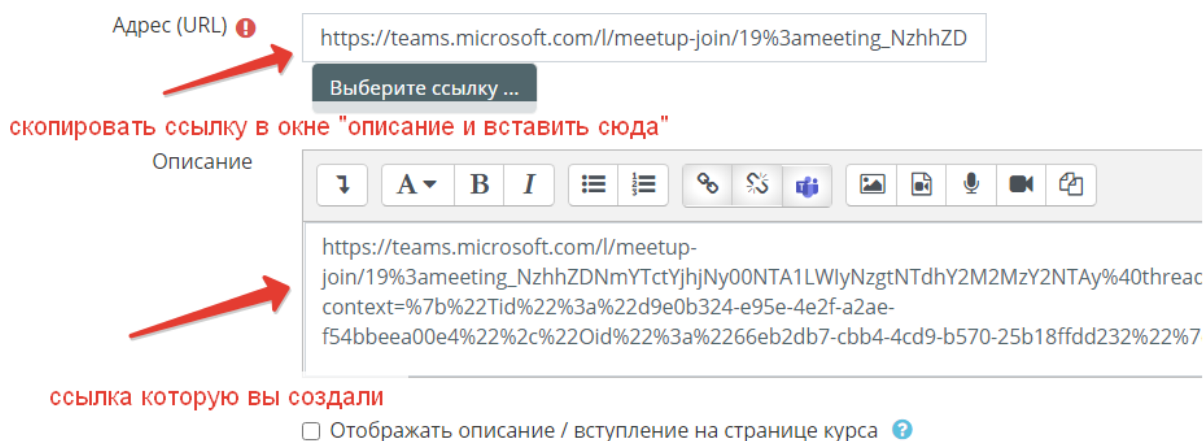 Адрес (URL)
https://teams.microsoft.com/l/meetup-join/19%3ameeting_NzhhZD
Выберите ссылку ...
скопировать ссылку в окне "описание и вставить сюда"
Описание
A B I
https://teams.microsoft.com/l/meetup-
join/19%3ameeting_NzhhZDNmYTctYjhjNy00NTA1LWIyNzgtNTdhY2M2MzY2NTAy%40threac
context=%7b%22Tid%22%3a%22d9e0b324-e95e-4e2f-a2ae-
f54bbeea00e4%22%2c%22Oid%22%3a%2266eb2db7-cbb4-4cd9-b570-25b18ffdd232%22%7
ссылка которую вы создали
Отображать описание / вступление на странице курса